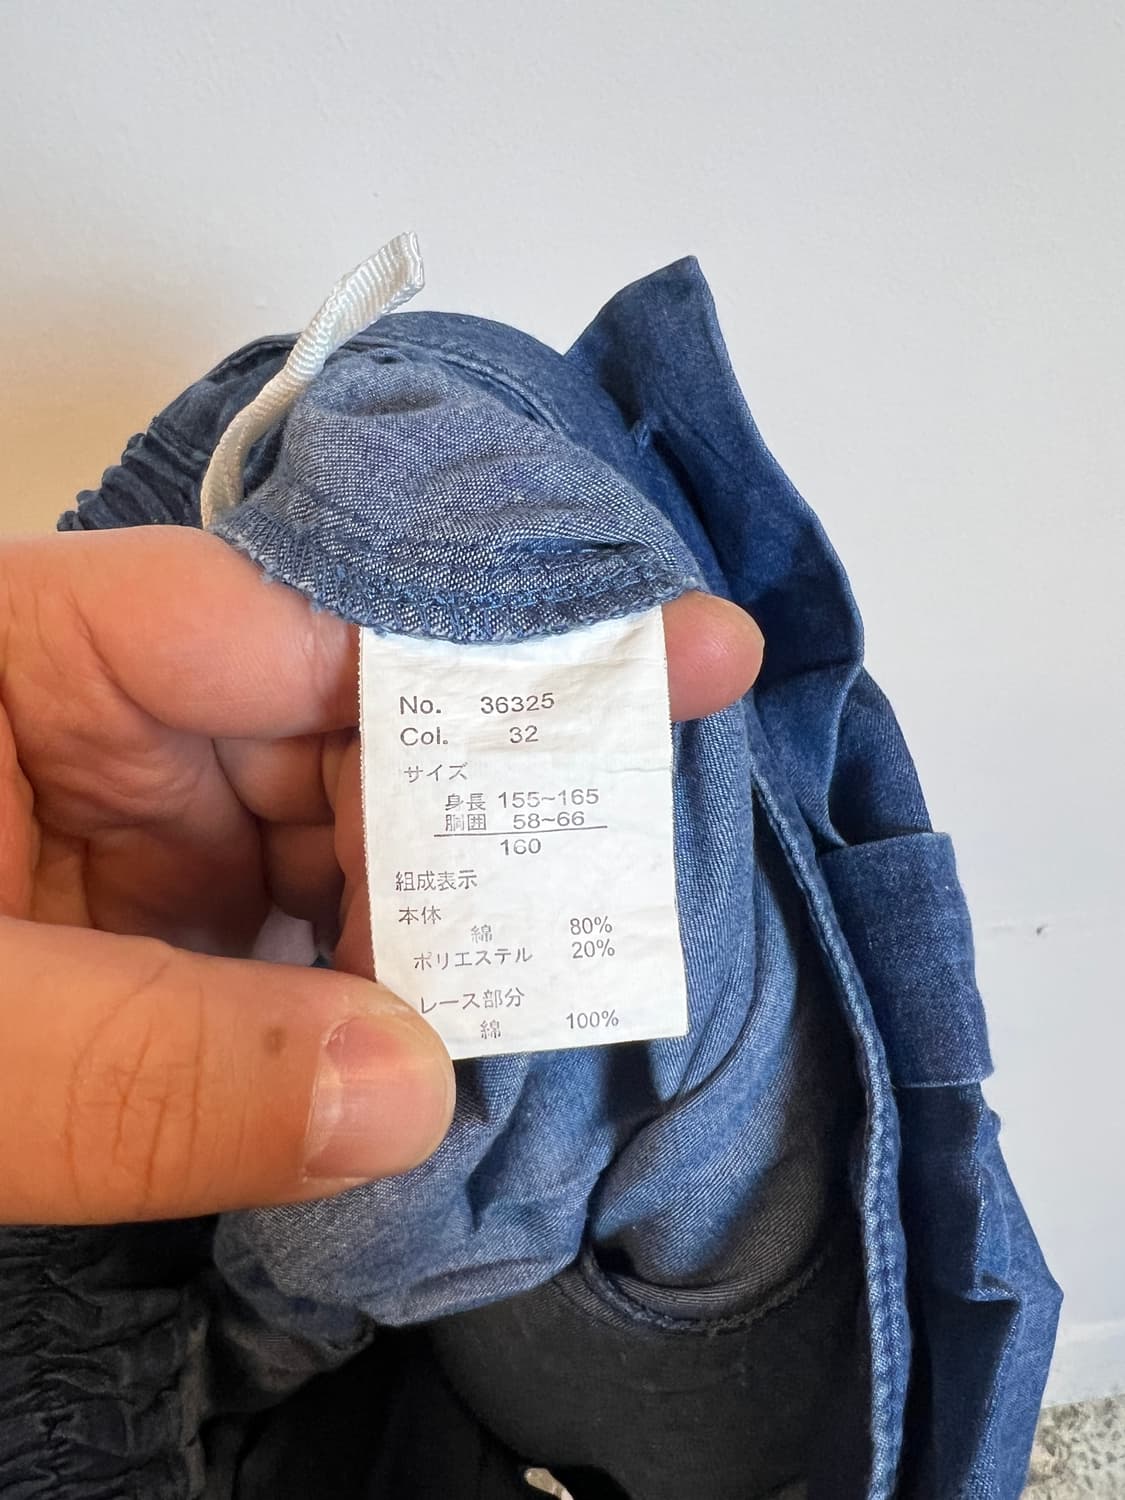 No. 36325
Col. 32
サイズ
身長 155~165
胴囲 58~66
160
組成表示
本体
綿 80%
ポリエステル 20%
レース部分
綿 100%